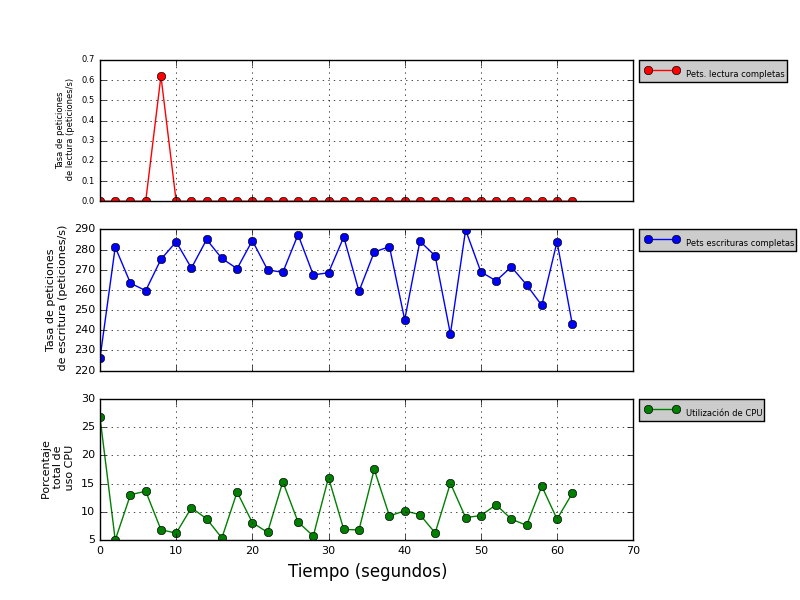 Tasa de peticiones
de lectura (peticiones/s)
0.7
0.6
0.5
0.4
0.3
0.2
0.1
0.0
Pets. lectura completas
Tasa de peticiones
de escritura (peticiones/s)
290
280
270
260
250
240
230
220
Pets escrituras completas
Porcentaje
total de
uso CPU
30
25
20
15
10
5
Utilización de CPU
0 10 20 30 40 50 60 70
Tiempo (segundos)